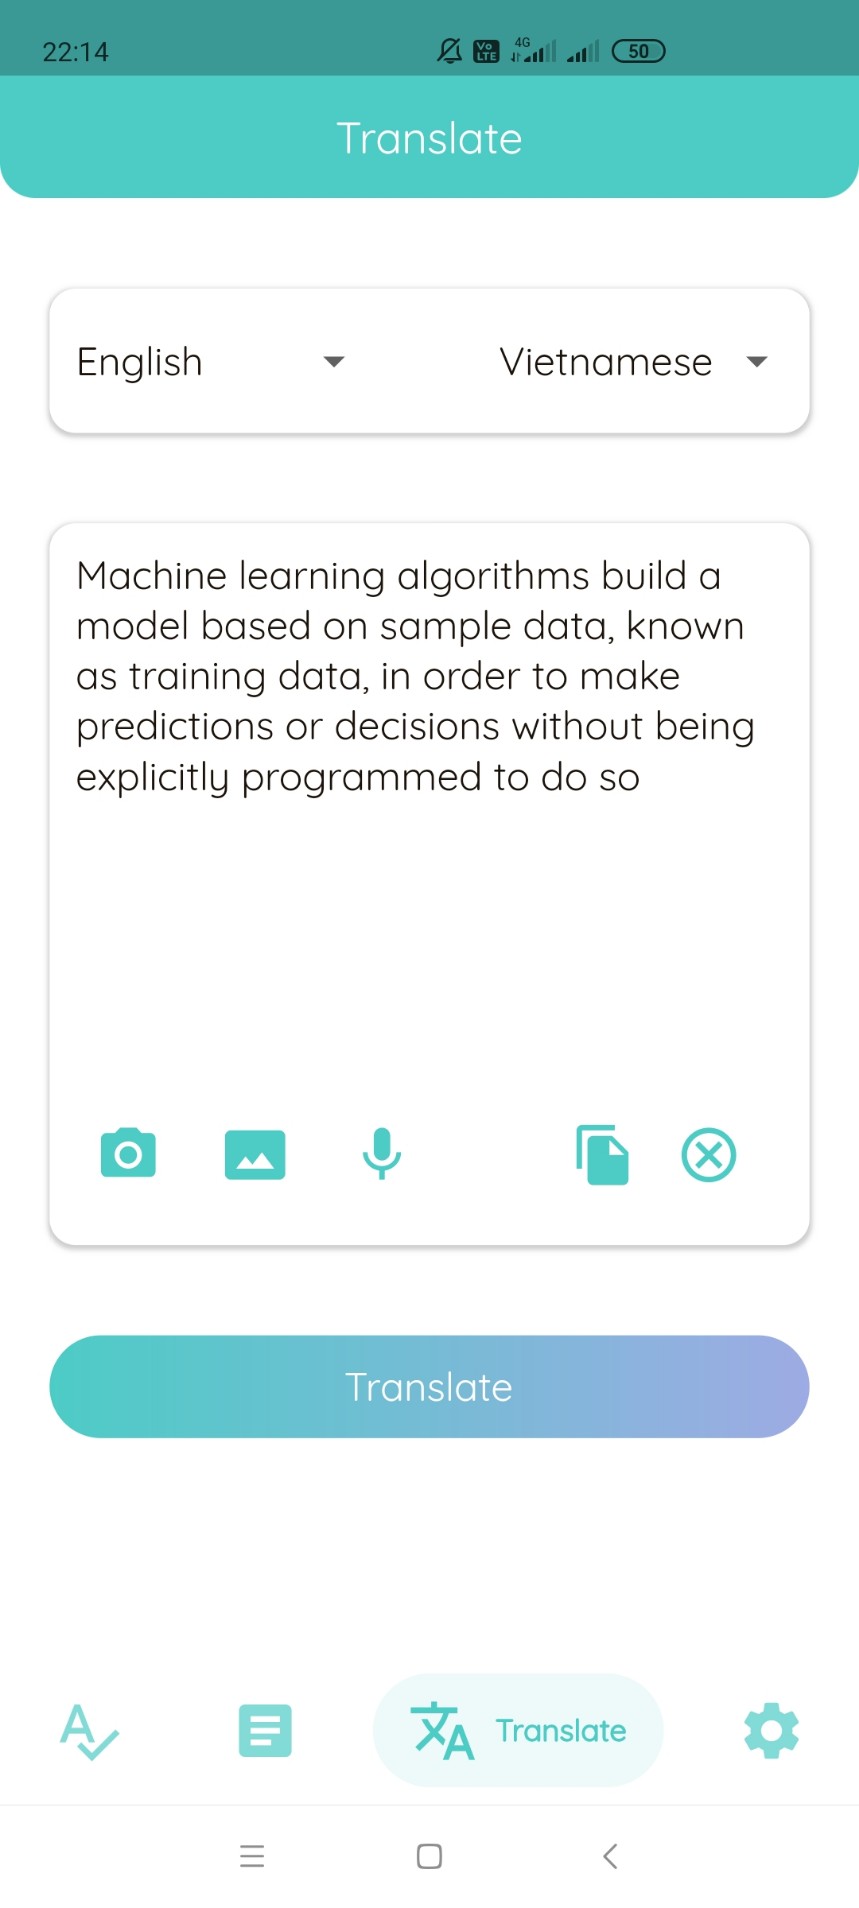 22:14
Vo LTE 4G 50
Translate
English Vietnamese
Machine learning algorithms build a
model based on sample data, known
as training data, in order to make
predictions or decisions without being
explicitly programmed to do so
Translate
Translate